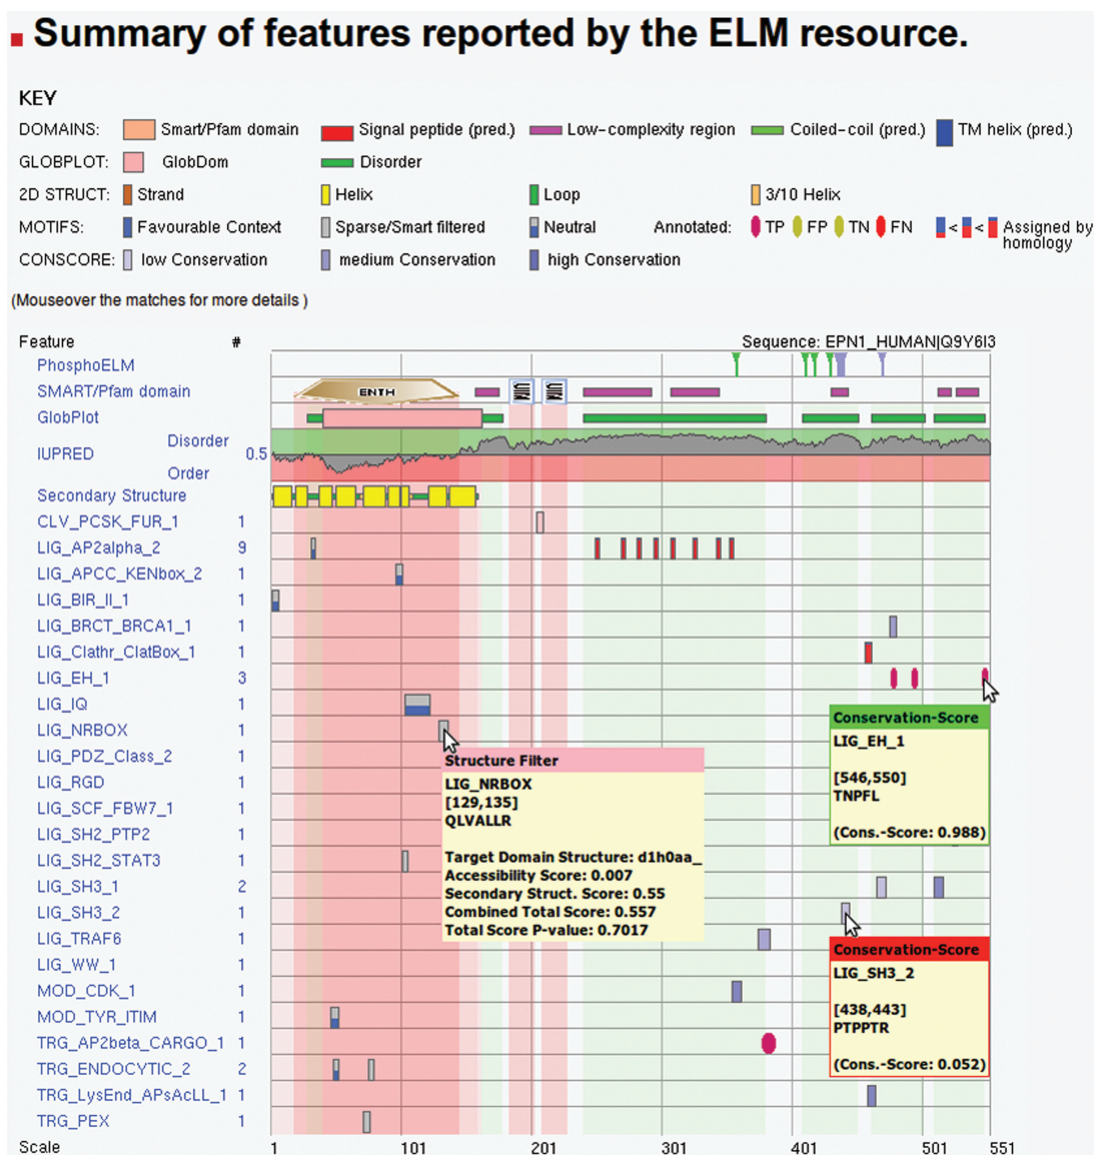 Summary of features reported by the ELM resource.
KEY
DOMAINS: Smart/Pfam domain Signal peptide (pred.) Low-complexity region Coiled-coil (pred.) TM helix (pred.)
GLOBPLOT: GlobDom Disorder
2D STRUCT: Strand Helix Loop 3/10 Helix
MOTIFS: Favourable Context Sparse/Smart filtered Neutral Annotated: TP FP TN FN < < Assigned by homology
CONSCORE: low Conservation medium Conservation high Conservation
(Mouseover the matches for more details )
Feature # Sequence: EPN1_HUMAN|Q9Y6I3
PhosphoELM
SMART/Pfam domain ENTH UIM UIM
GlobPlot
Disorder
IUPRED 0.5
Order
Secondary Structure
CLV_PCSK_FUR_1 1
LIG_AP2alpha_2 9
LIG_APCC_KENbox_2 1
LIG_BIR_II_1 1
LIG_BRCT_BRCA1_1 1
LIG_Clathr_ClatBox_1 1
LIG_EH_1 3
LIG_IQ 1
LIG_NRBOX 1
LIG_PDZ_Class_2 1
LIG_RGD 1
LIG_SCF_FBW7_1 1
LIG_SH2_PTP2 1
LIG_SH2_STAT3 1
LIG_SH3_1 2
LIG_SH3_2 1
LIG_TRAF6 1
LIG_WW_1 1
MOD_CDK_1 1
MOD_TYR_ITIM 1
TRG_AP2beta_CARGO_1 1
TRG_ENDOCYTIC_2 2
TRG_LysEnd_APsAcLL_1 1
TRG_PEX 1
Scale 1 101 201 301 401 501 551
Structure Filter
LIG_NRBOX
[129,135]
QLVALLR
Target Domain Structure: d1h0aa_
Accessibility Score: 0.007
Secondary Struct. Score: 0.55
Combined Total Score: 0.557
Total Score P-value: 0.7017
Conservation-Score
LIG_EH_1
[546,550]
TNPFL
(Cons.-Score: 0.988)
Conservation-Score
LIG_SH3_2
[438,443]
PTPPTR
(Cons.-Score: 0.052)